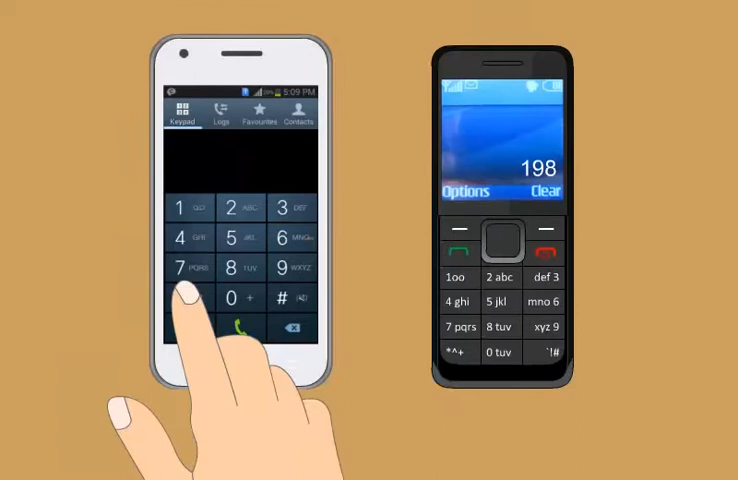 5:09 PM
Keypad Logs Favourites Contacts
1 2 ABC 3 DEF
4 GHI 5 JKL 6 MNO
7 PQRS 8 TUV 9 WXYZ
0 + #
198
Options Clear
1oo 2 abc def 3
4 ghi 5 jkl mno 6
7 pqrs 8 tuv xyz 9
*^+ 0 tuv `!#